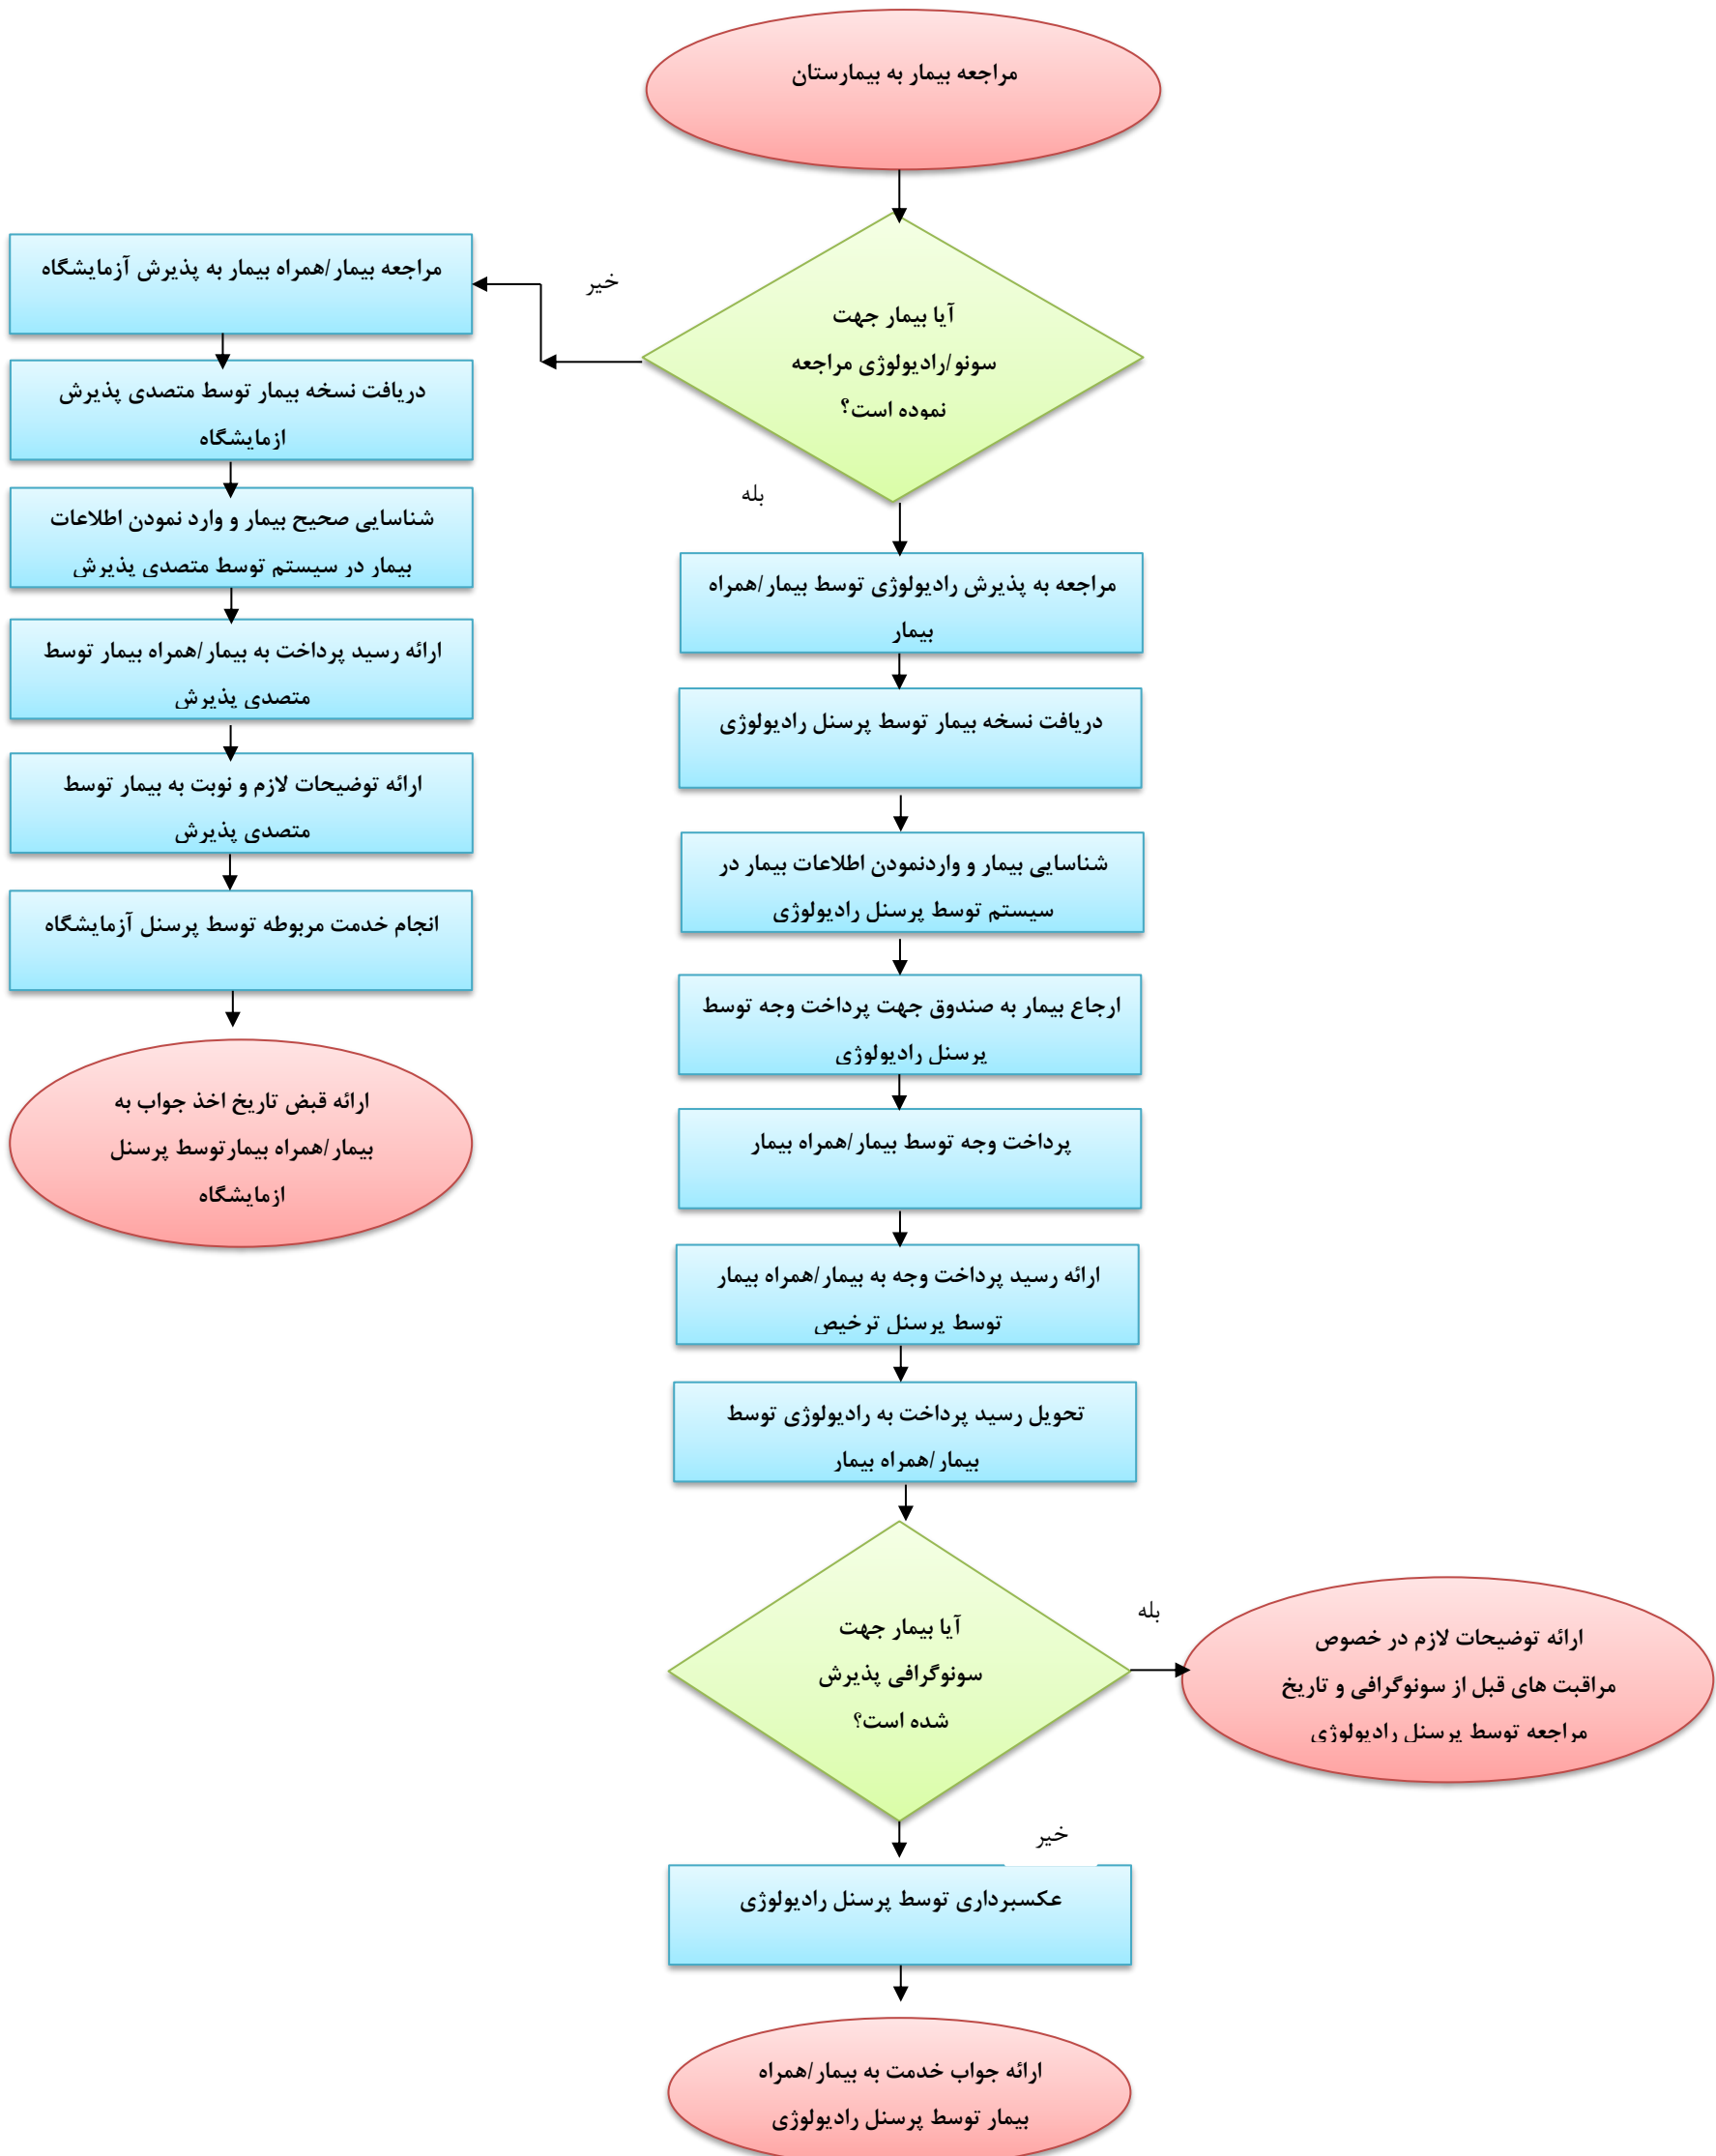 مراجعه بیمار به بیمارستان
آیا بیمار جهت
سونو/رادیولوژی مراجعه
نموده است؟
خیر
مراجعه بیمار/همراه بیمار به پذیرش آزمایشگاه
دریافت نسخه بیمار توسط متصدی پذیرش
ازمایشگاه
شناسایی صحیح بیمار و وارد نمودن اطلاعات
بیمار در سیستم توسط متصدی پذیرش
ارائه رسید پرداخت به بیمار/همراه بیمار توسط
متصدی پذیرش
ارائه توضیحات لازم و نوبت به بیمار توسط
متصدی پذیرش
انجام خدمت مربوطه توسط پرسنل آزمایشگاه
ارائه قبض تاریخ اخذ جواب به
بیمار/همراه بیمارتوسط پرسنل
ازمایشگاه
بله
مراجعه به پذیرش رادیولوژی توسط بیمار/همراه
بیمار
دریافت نسخه بیمار توسط پرسنل رادیولوژی
شناسایی بیمار و واردنمودن اطلاعات بیمار در
سیستم توسط پرسنل رادیولوژی
ارجاع بیمار به صندوق جهت پرداخت وجه توسط
پرسنل رادیولوژی
پرداخت وجه توسط بیمار/همراه بیمار
ارائه رسید پرداخت وجه به بیمار/همراه بیمار
توسط پرسنل ترخیص
تحویل رسید پرداخت به رادیولوژی توسط
بیمار/همراه بیمار
آیا بیمار جهت
سونوگرافی پذیرش
شده است؟
بله
ارائه توضیحات لازم در خصوص
مراقبت های قبل از سونوگرافی و تاریخ
مراجعه توسط پرسنل رادیولوژی
خیر
عکسبرداری توسط پرسنل رادیولوژی
ارائه جواب خدمت به بیمار/همراه
بیمار توسط پرسنل رادیولوژی